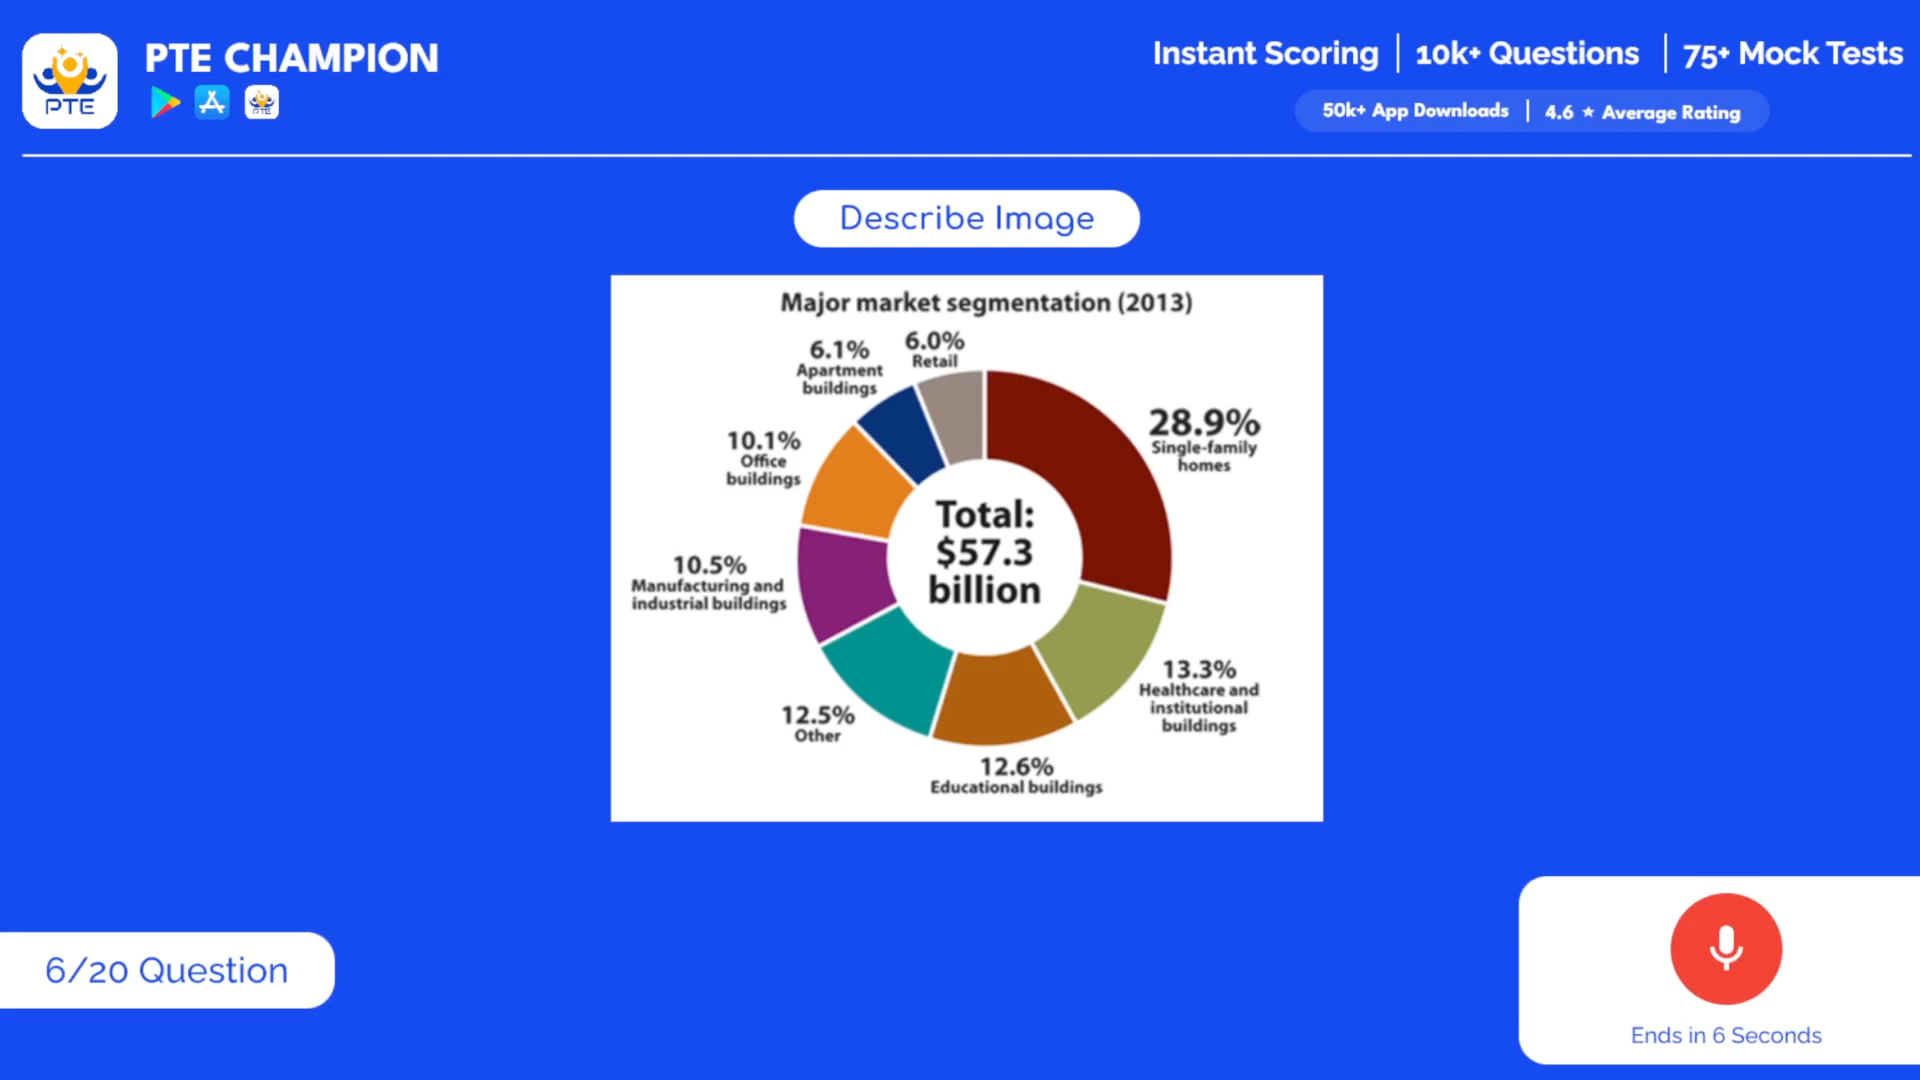 PTE CHAMPION
PTE
PTE
Instant Scoring | 10k+ Questions | 75+ Mock Tests
50k+ App Downloads | 4.6 ★ Average Rating
Describe Image
Major market segmentation (2013)
6.0%
Retail
6.1%
Apartment
buildings
28.9%
Single-family
homes
10.1%
Office
buildings
Total:
$57.3
billion
10.5%
Manufacturing and
industrial buildings
13.3%
Healthcare and
institutional
buildings
12.5%
Other
12.6%
Educational buildings
6/20 Question
Ends in 6 Seconds